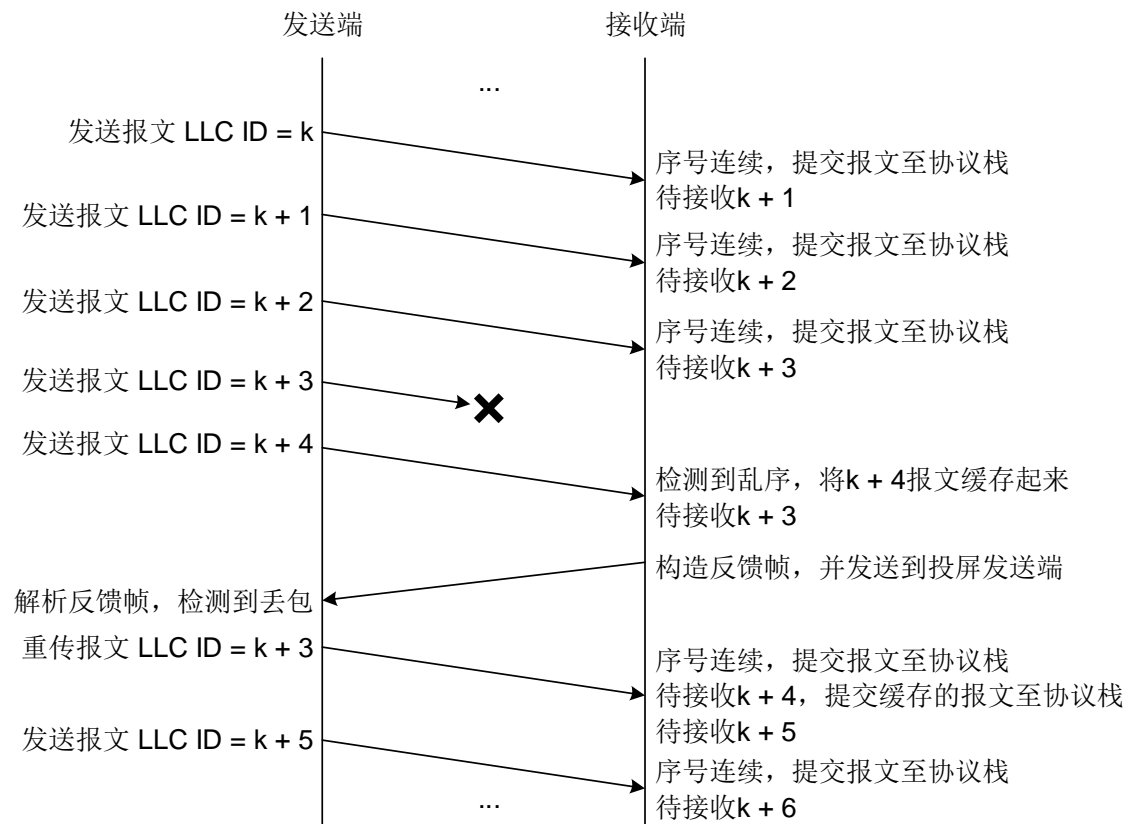 发送端
接收端
...
发送报文 LLC ID = k
序号连续，提交报文至协议栈
待接收k + 1
发送报文 LLC ID = k + 1
序号连续，提交报文至协议栈
待接收k + 2
发送报文 LLC ID = k + 2
序号连续，提交报文至协议栈
待接收k + 3
发送报文 LLC ID = k + 3
发送报文 LLC ID = k + 4
检测到乱序，将k + 4报文缓存起来
待接收k + 3
构造反馈帧，并发送到投屏发送端
解析反馈帧，检测到丢包
重传报文 LLC ID = k + 3
序号连续，提交报文至协议栈
待接收k + 4，提交缓存的报文至协议栈
待接收k + 5
发送报文 LLC ID = k + 5
序号连续，提交报文至协议栈
待接收k + 6
...